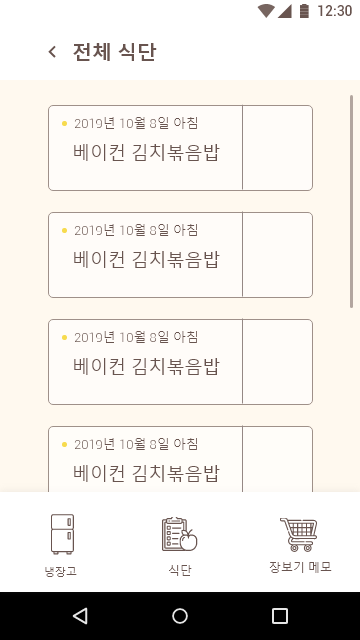 12:30
전체 식단
2019년 10월 8일 아침
베이컨 김치볶음밥
2019년 10월 8일 아침
베이컨 김치볶음밥
2019년 10월 8일 아침
베이컨 김치볶음밥
2019년 10월 8일 아침
베이컨 김치볶음밥
냉장고 식단 장보기 메모